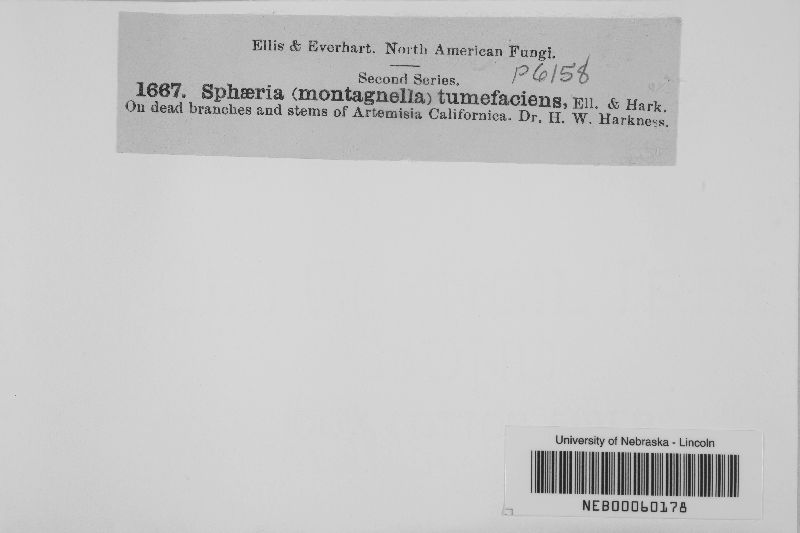 Ellis & Everhart. North American Fungi.
Second Series.
P6158
1667. Sphæria (montagnella) tumefaciens, Ell. & Hark.
On dead branches and stems of Artemisia Californica. Dr. H. W. Harkness.
University of Nebraska - Lincoln
NEB00060178